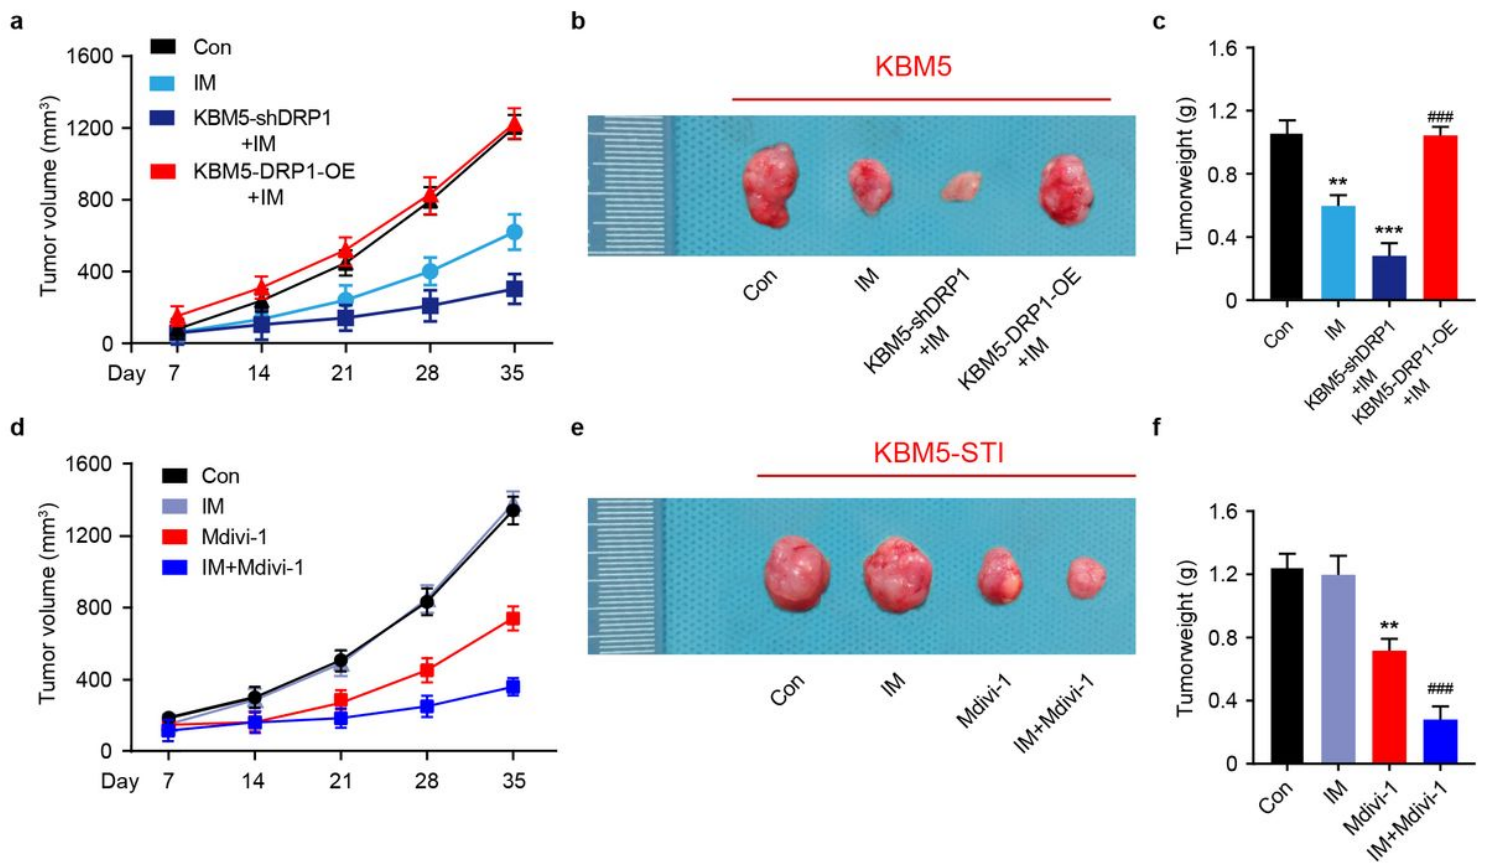 a
1600
1200
800
400
0
Tumor volume (mm³)
Con
IM
KBM5-shDRP1
+IM
KBM5-DRP1-OE
+IM
Day 7 14 21 28 35
b
KBM5
Con
IM
KBM5-shDRP1
+IM
KBM5-DRP1-OE
+IM
c
1.6
1.2
0.8
0.4
0
Tumorweight (g)
**
***
###
Con
IM
KBM5-shDRP1
+IM
KBM5-DRP1-OE
+IM
d
1600
1200
800
400
0
Tumor volume (mm³)
Con
IM
Mdivi-1
IM+Mdivi-1
Day 7 14 21 28 35
e
KBM5-STI
Con
IM
Mdivi-1
IM+Mdivi-1
f
1.6
1.2
0.8
0.4
0
Tumorweight (g)
**
###
Con
IM
Mdivi-1
IM+Mdivi-1